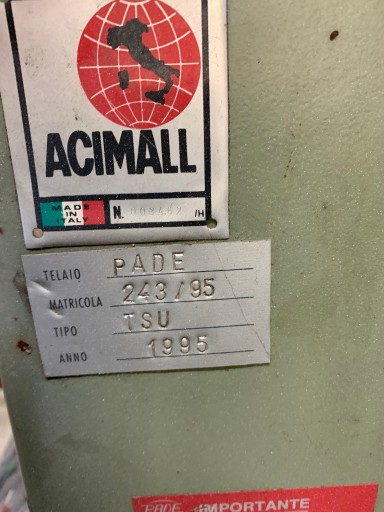 ACIMALL
MADE
IN
ITALY
N.
/H
TELAIO PADE
MATRICOLA 243/95
TIPO TSU
ANNO 1995
PADE IMPORTANTE